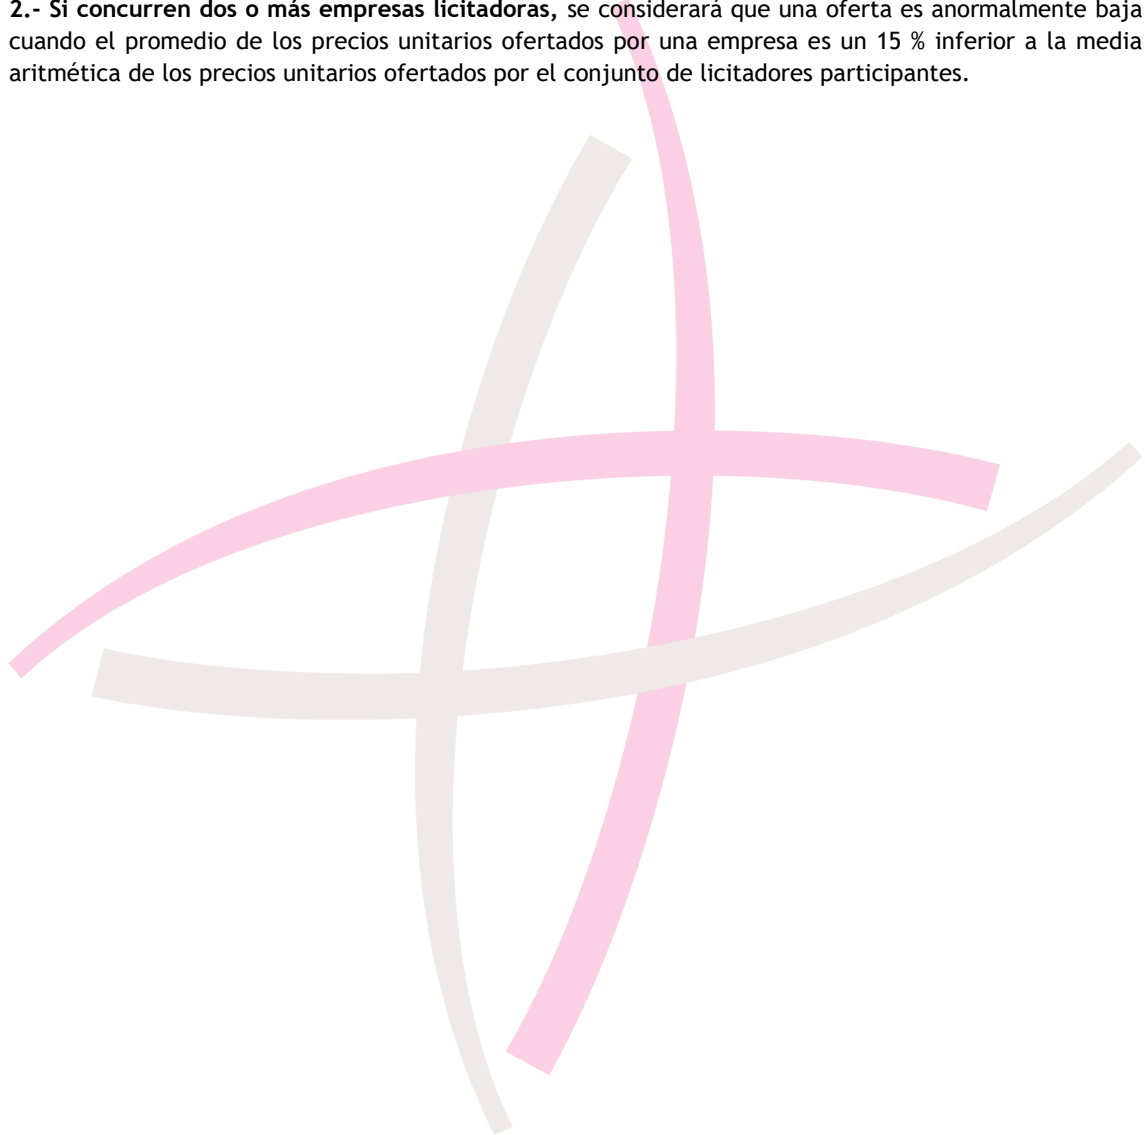 2.- Si concurren dos o más empresas licitadoras, se considerará que una oferta es anormalmente baja
cuando el promedio de los precios unitarios ofertados por una empresa es un 15 % inferior a la media
aritmética de los precios unitarios ofertados por el conjunto de licitadores participantes.